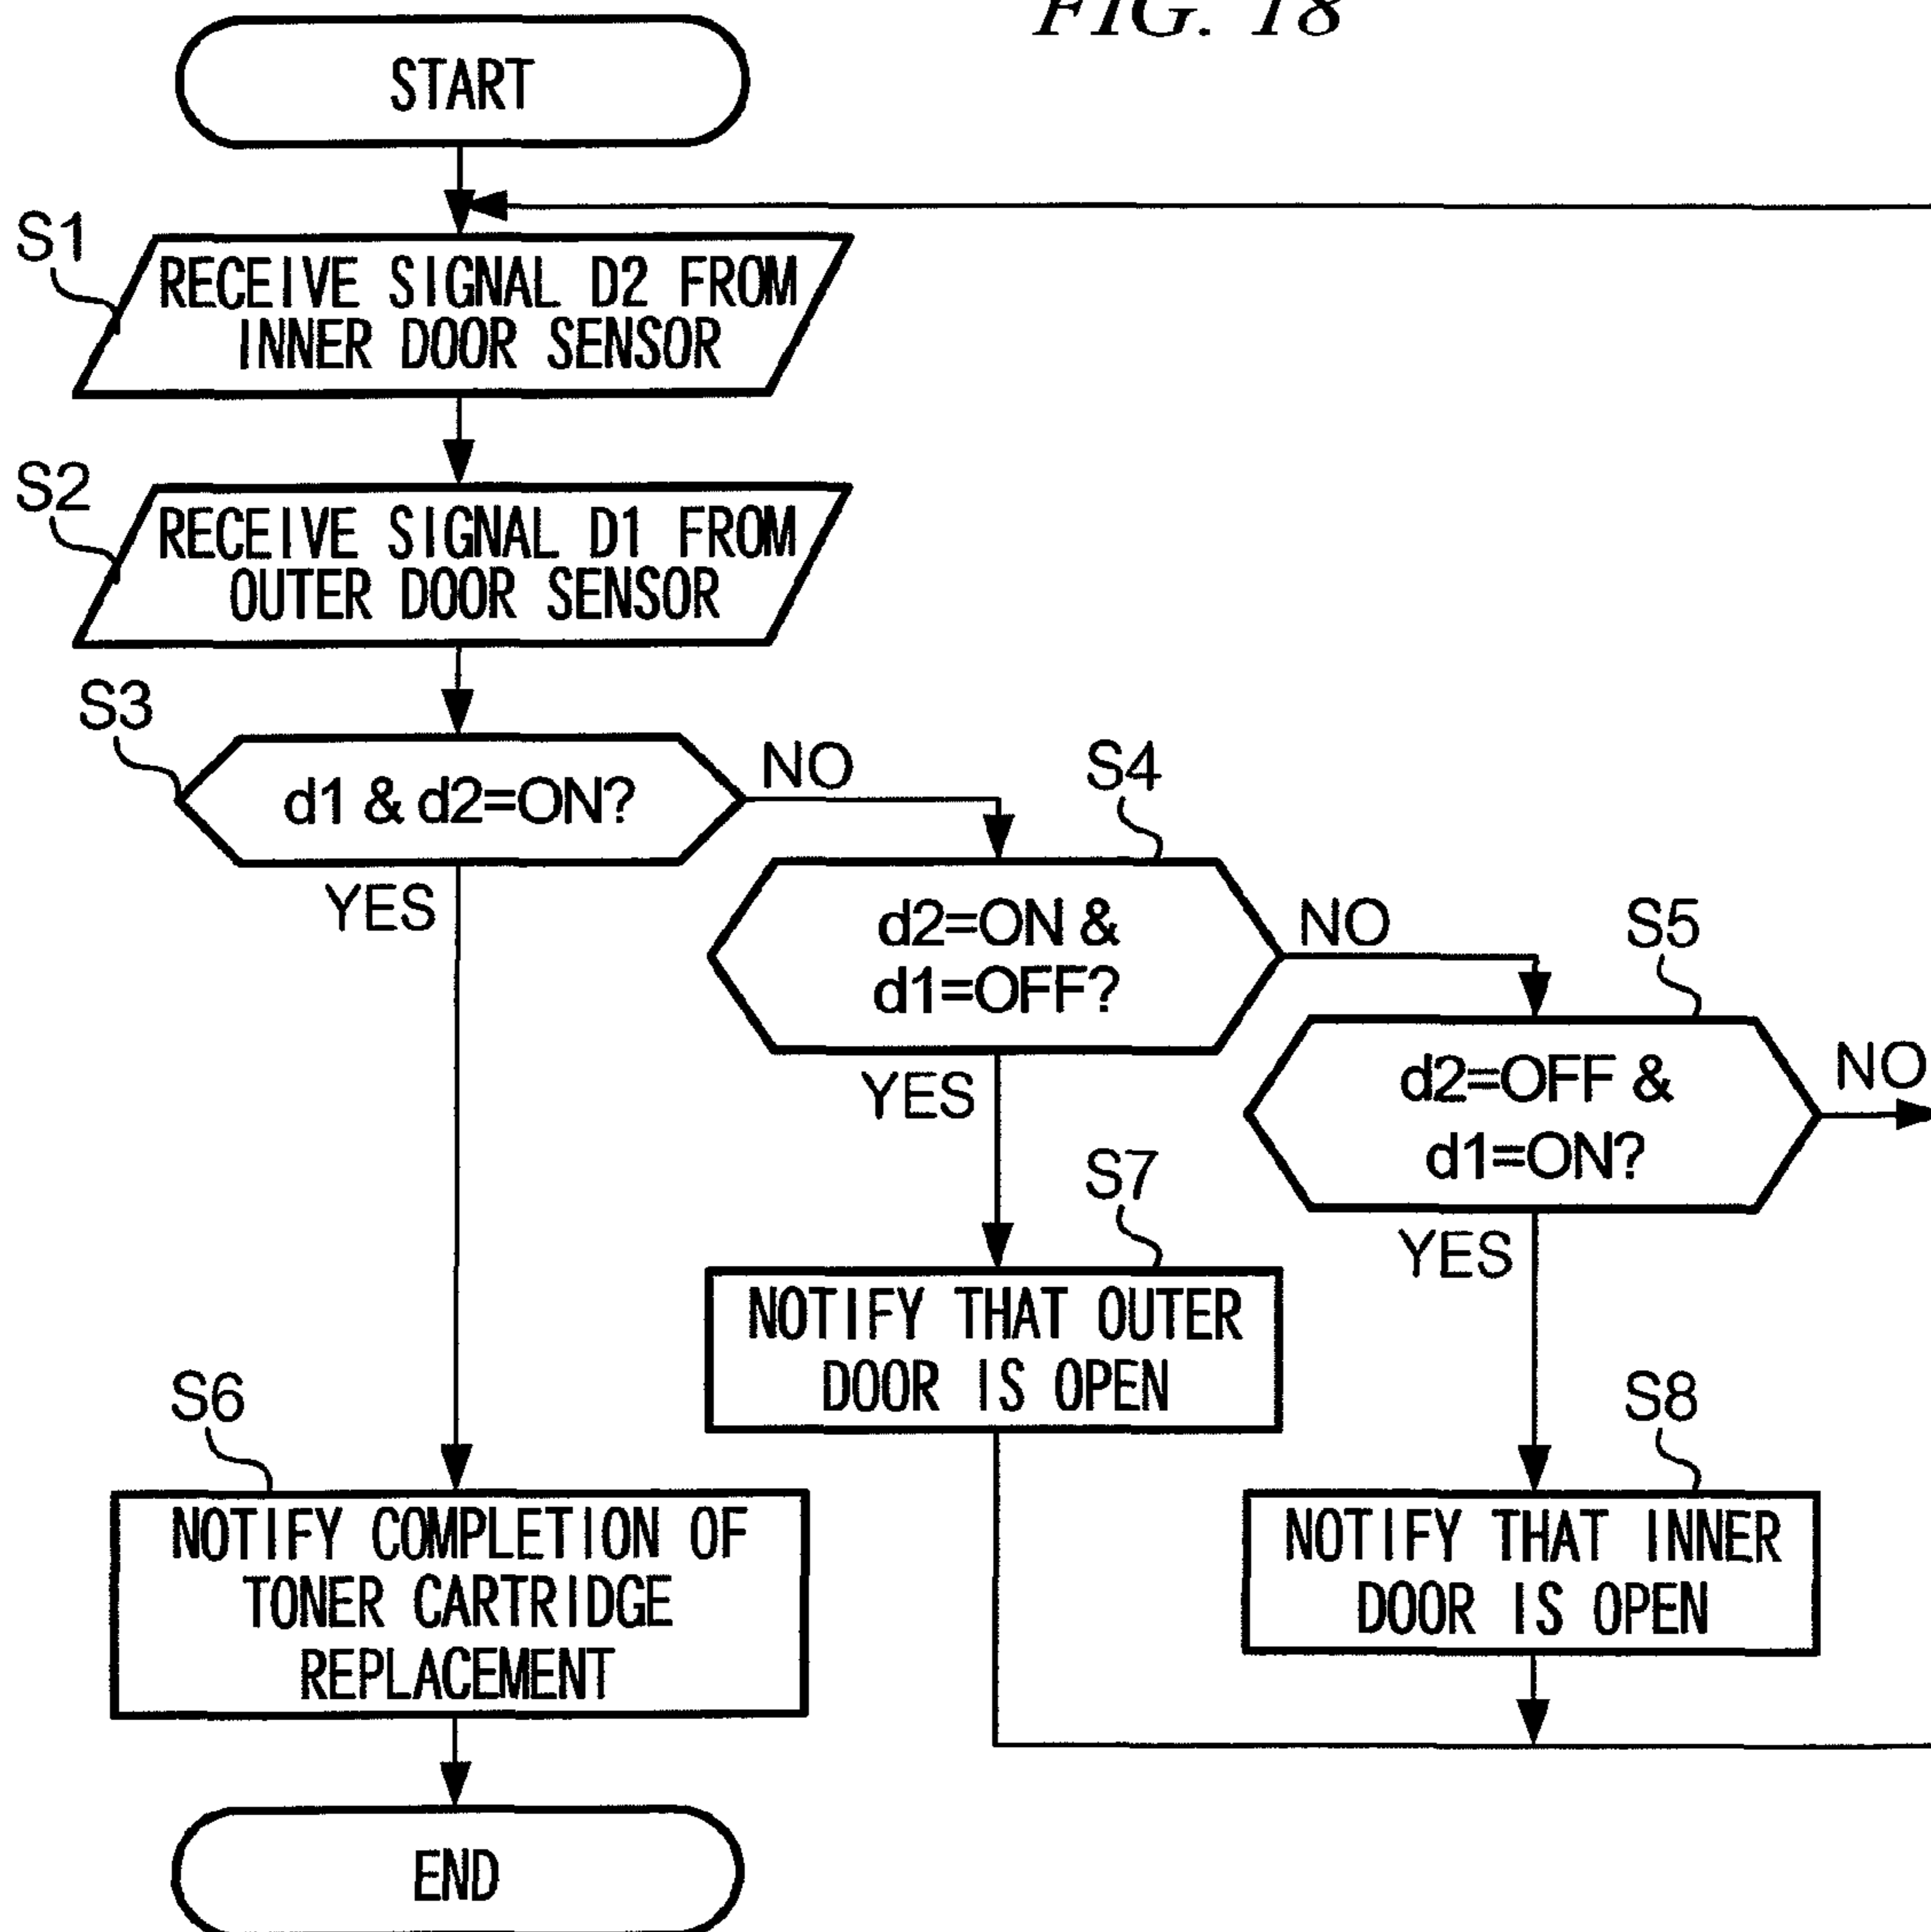 FIG. 18
START
S1
RECEIVE SIGNAL D2 FROM
INNER DOOR SENSOR
S2
RECEIVE SIGNAL D1 FROM
OUTER DOOR SENSOR
S3
d1 & d2=ON?
NO
YES
S4
d2=ON &
d1=OFF?
NO
YES
S5
d2=OFF &
d1=ON?
NO
YES
S7
NOTIFY THAT OUTER
DOOR IS OPEN
S8
NOTIFY THAT INNER
DOOR IS OPEN
S6
NOTIFY COMPLETION OF
TONER CARTRIDGE
REPLACEMENT
END